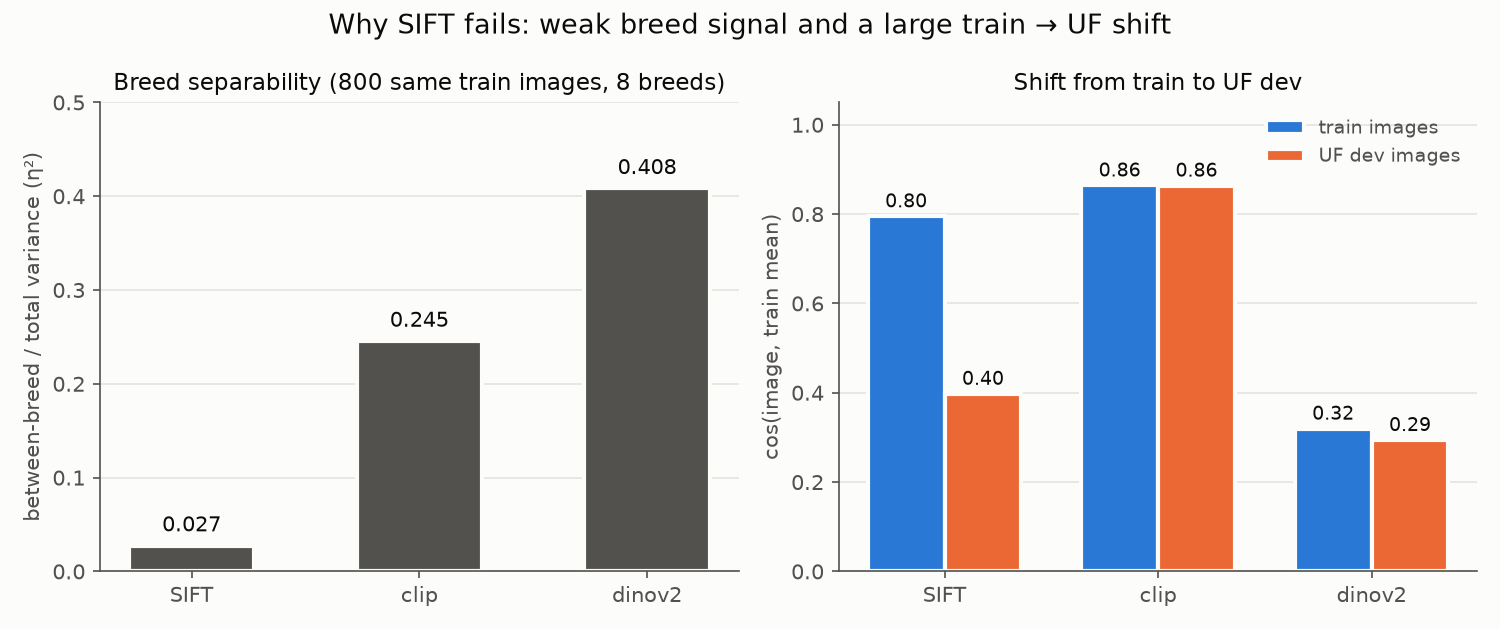 Why SIFT fails: weak breed signal and a large train → UF shift
Breed separability (800 same train images, 8 breeds)
between-breed / total variance (η²)
0.5
0.4
0.3
0.2
0.1
0.0
0.027
0.245
0.408
SIFT
clip
dinov2
Shift from train to UF dev
cos(image, train mean)
1.0
0.8
0.6
0.4
0.2
0.0
train images
UF dev images
0.80
0.40
0.86
0.86
0.32
0.29
SIFT
clip
dinov2